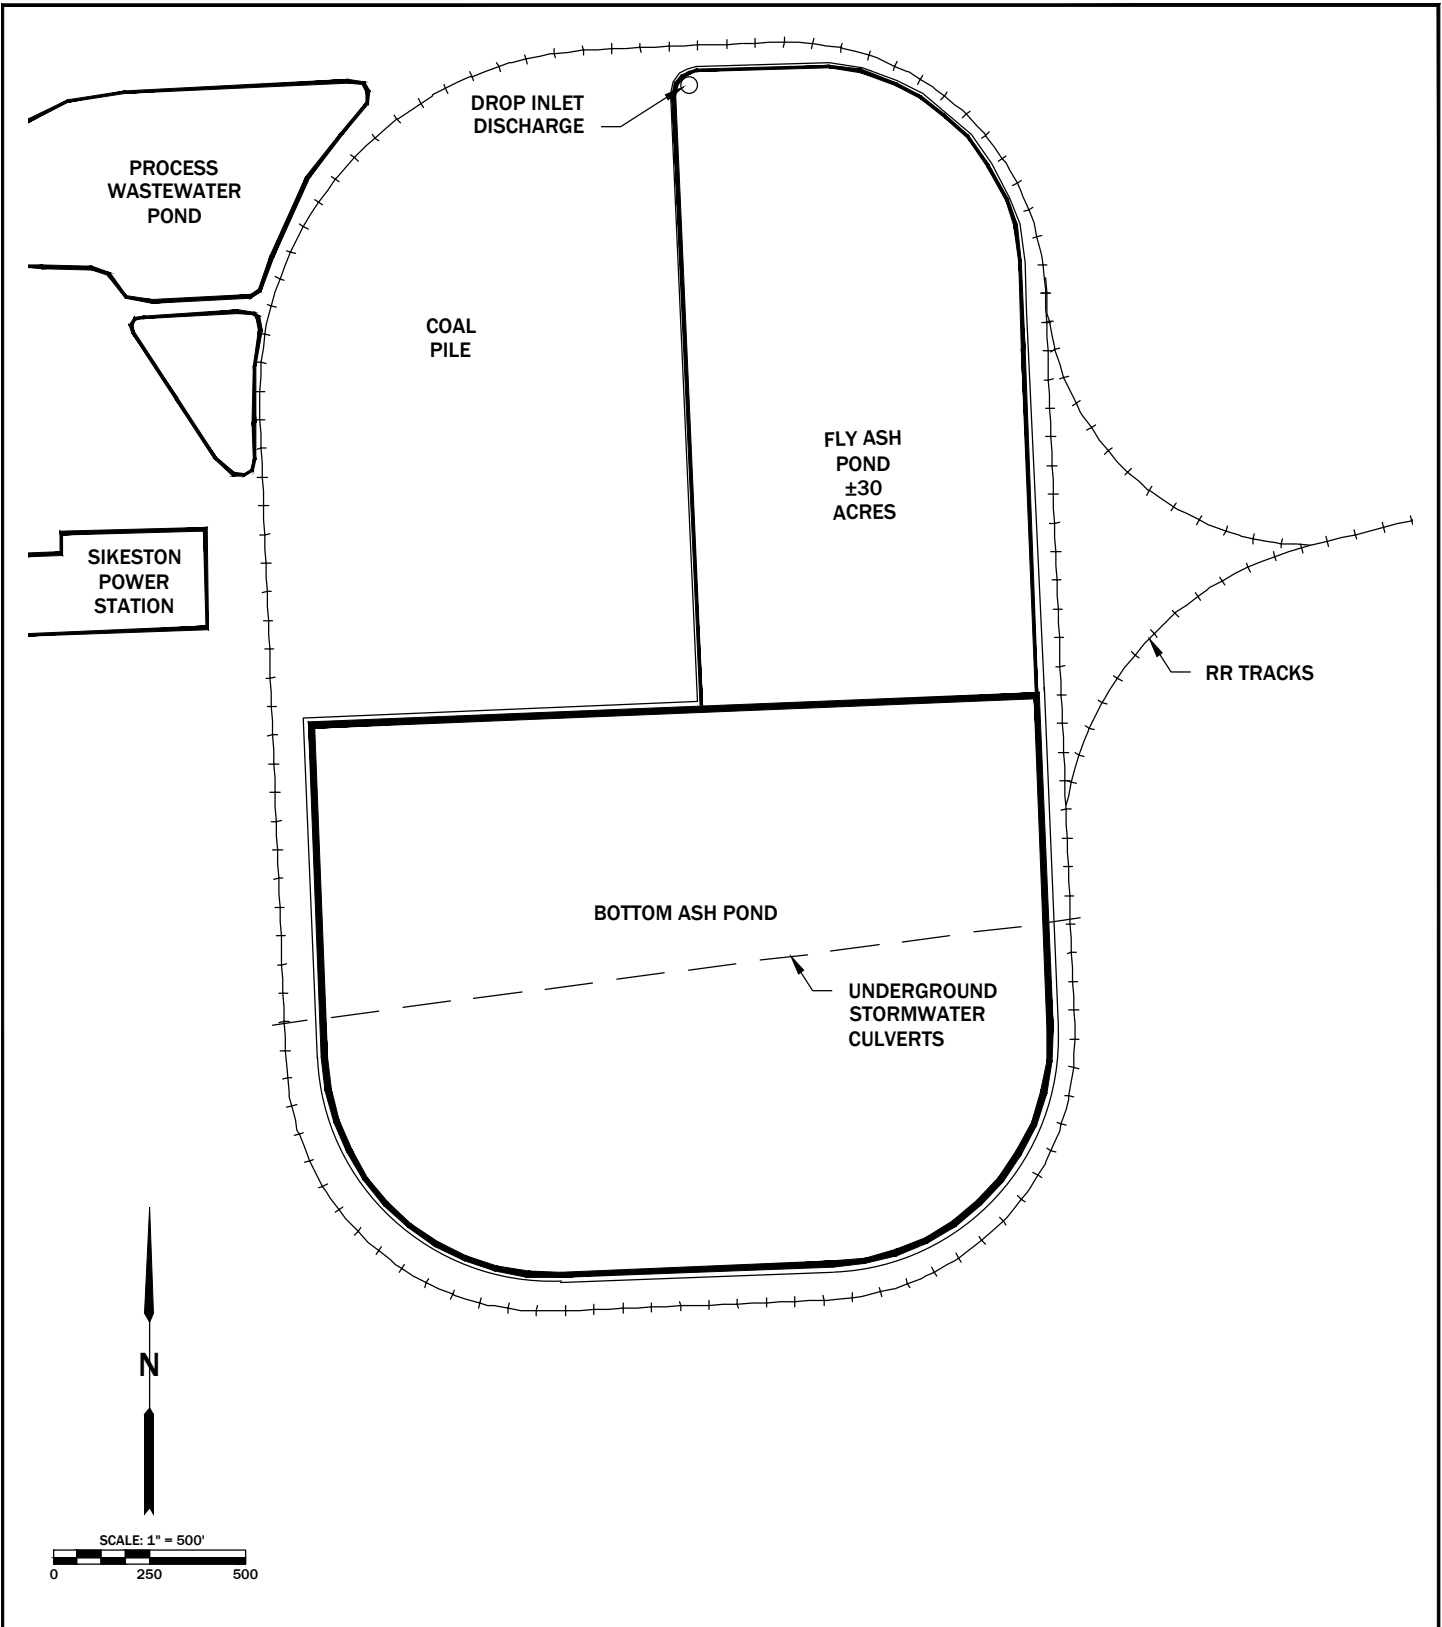 DROP INLET
DISCHARGE
PROCESS
WASTEWATER
POND
COAL
PILE
FLY ASH
POND
±30
ACRES
SIKESTON
POWER
STATION
RR TRACKS
BOTTOM ASH POND
UNDERGROUND
STORMWATER
CULVERTS
N
SCALE: 1" = 500'
0 250 500